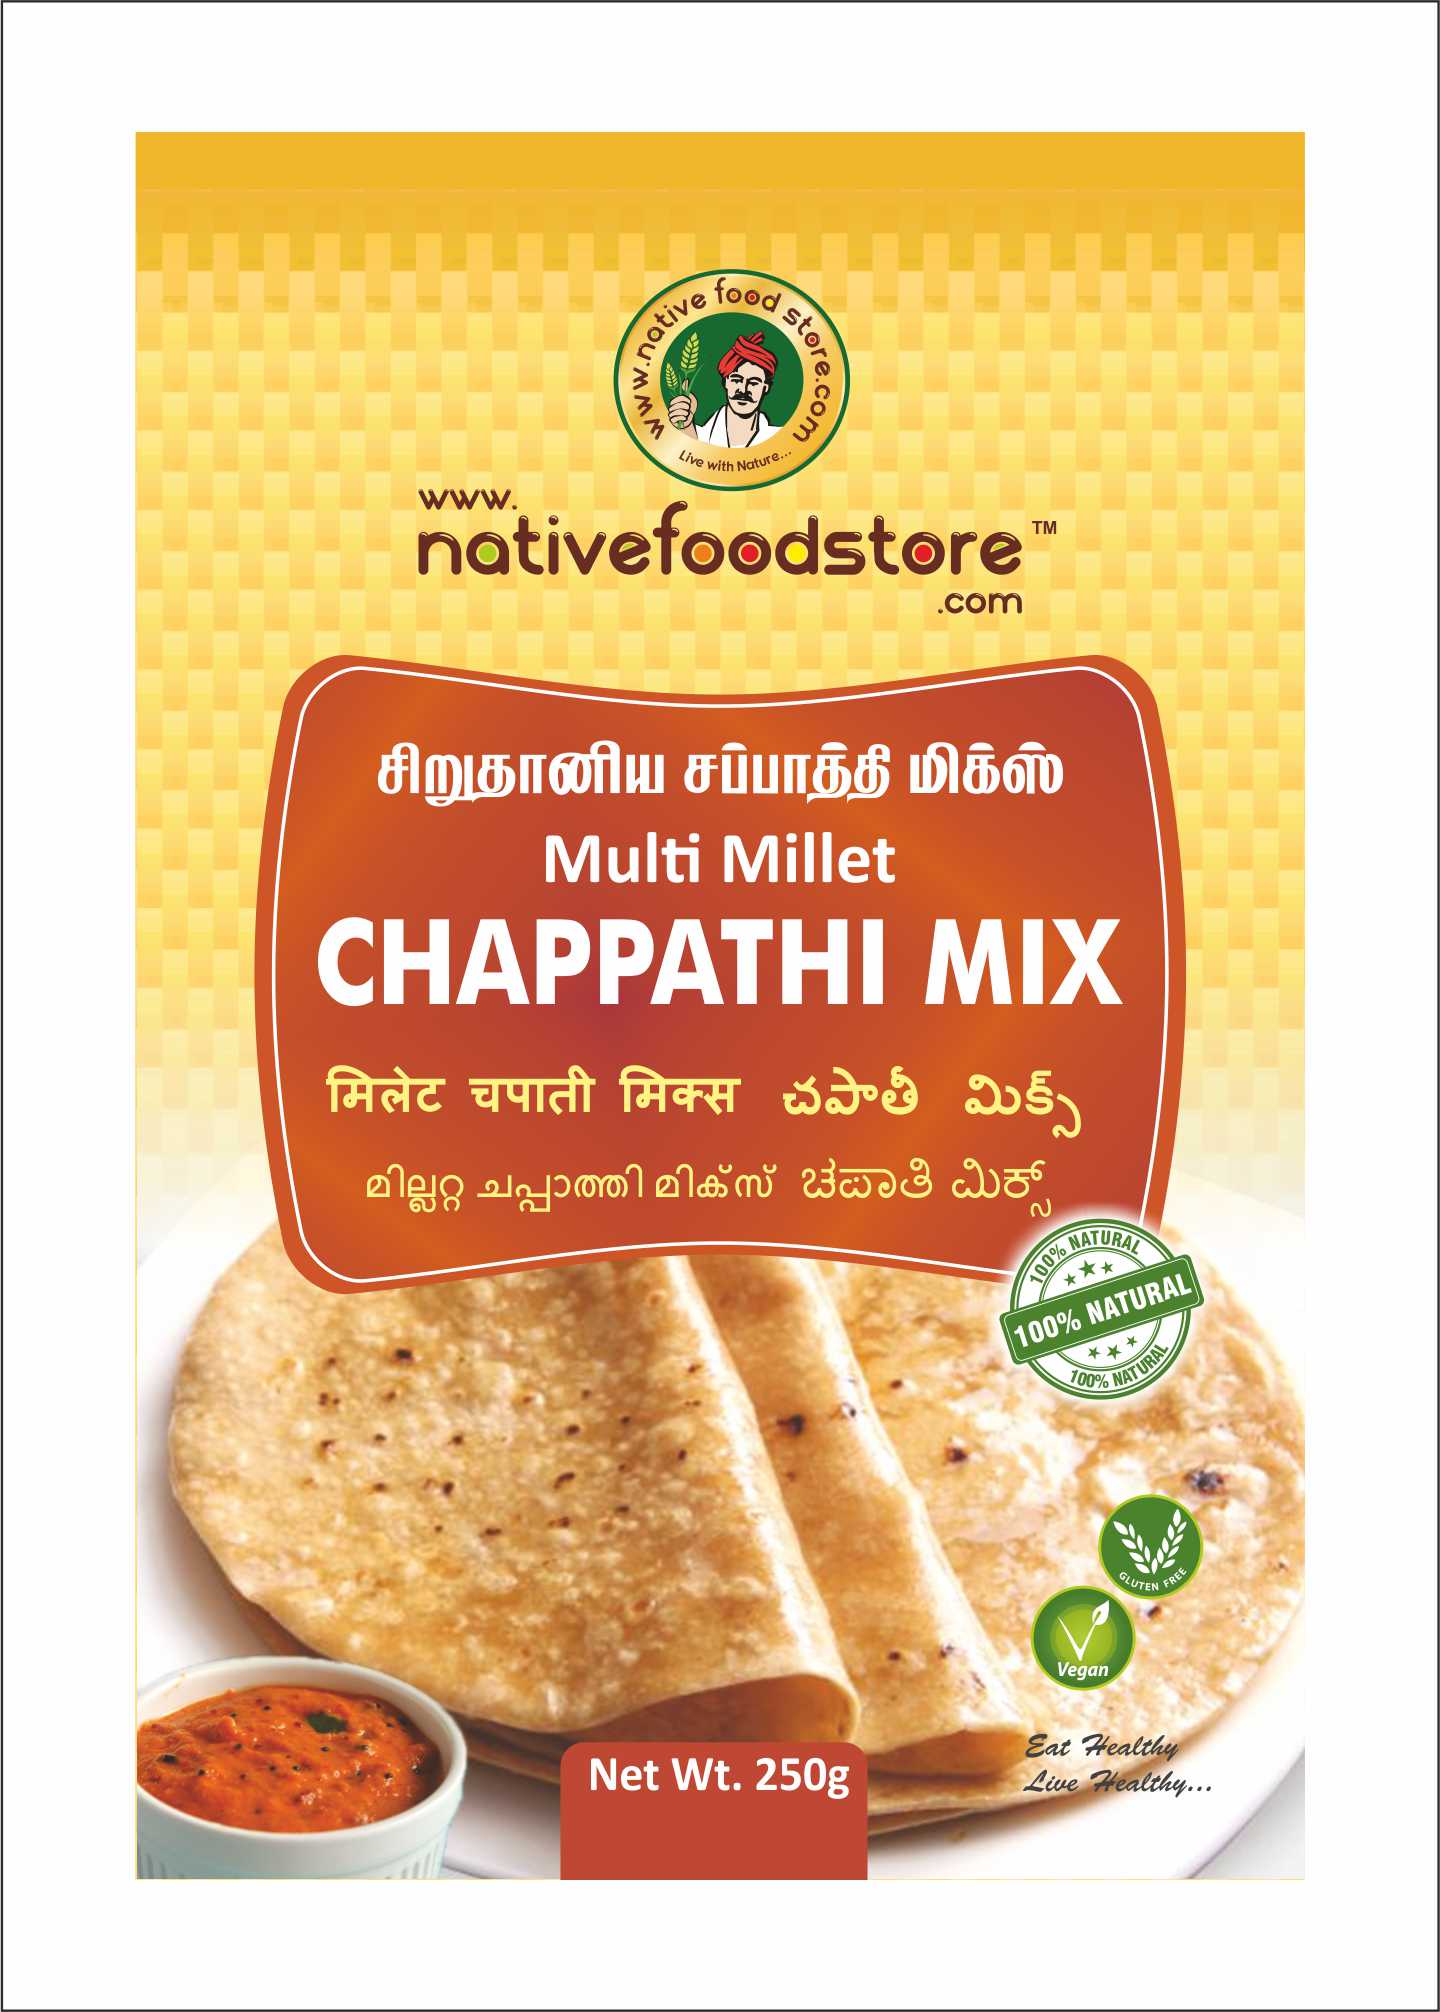 www.native food store.com
Live with Nature...
www.
nativefoodstore™
.com
சிறுதானிய சப்பாத்தி மிக்ஸ்
Multi Millet
CHAPPATHI MIX
मिलेट चपाती मिक्स చపాతీ మిక్స్
മില്ലറ്റ ചപ്പാത്തി മിക്സ് ಚಪಾತಿ ಮಿಕ್ಸ್
100% NATURAL
100% NATURAL
100% NATURAL
GLUTEN FREE
Vegan
Eat Healthy
Live Healthy...
Net Wt. 250g